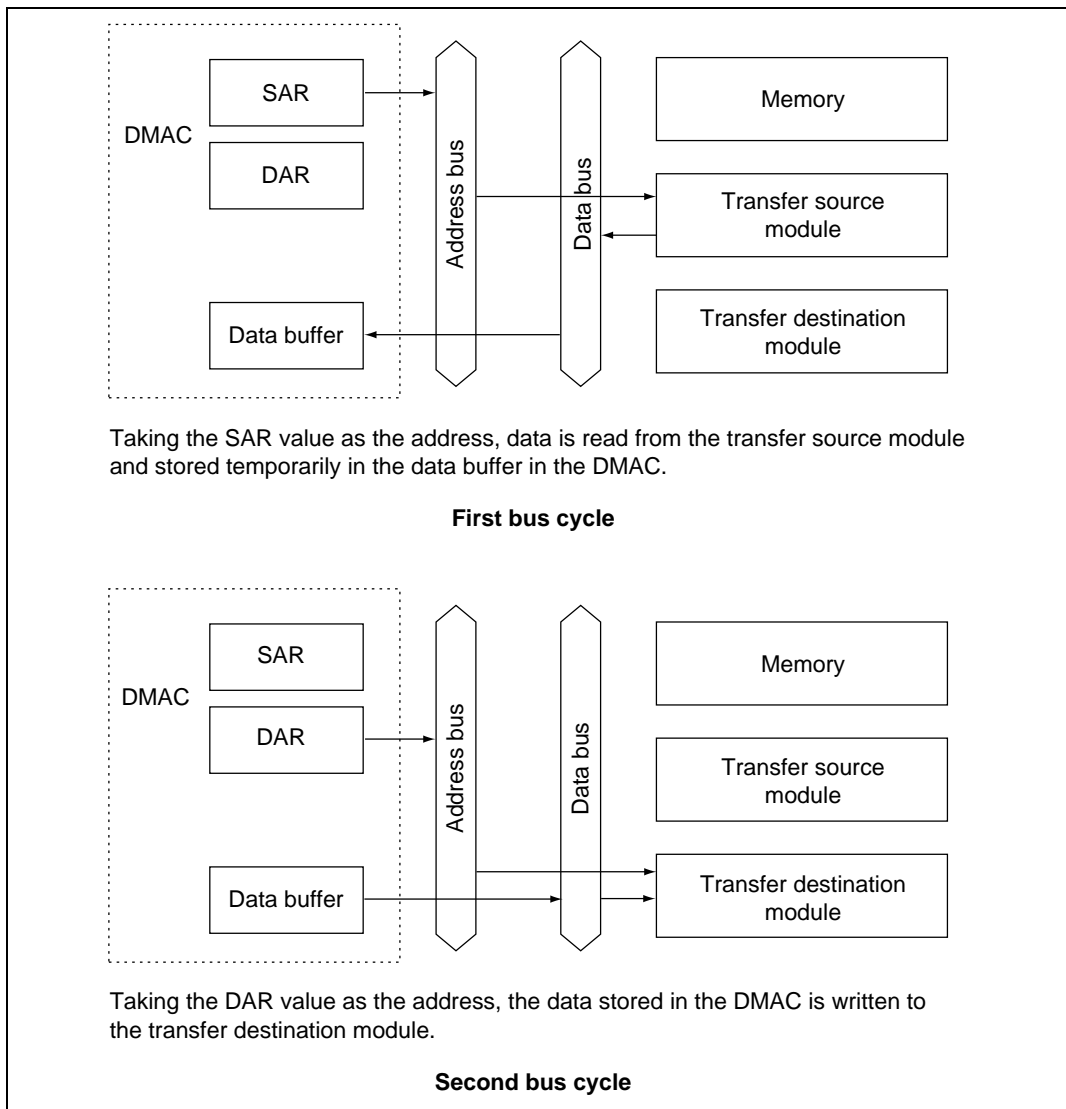 SAR
Memory
DMAC
DAR
Address bus
Data bus
Transfer source
module
Data buffer
Transfer destination
module
Taking the SAR value as the address, data is read from the transfer source module
and stored temporarily in the data buffer in the DMAC.
First bus cycle
SAR
Memory
DMAC
DAR
Address bus
Data bus
Transfer source
module
Data buffer
Transfer destination
module
Taking the DAR value as the address, the data stored in the DMAC is written to
the transfer destination module.
Second bus cycle